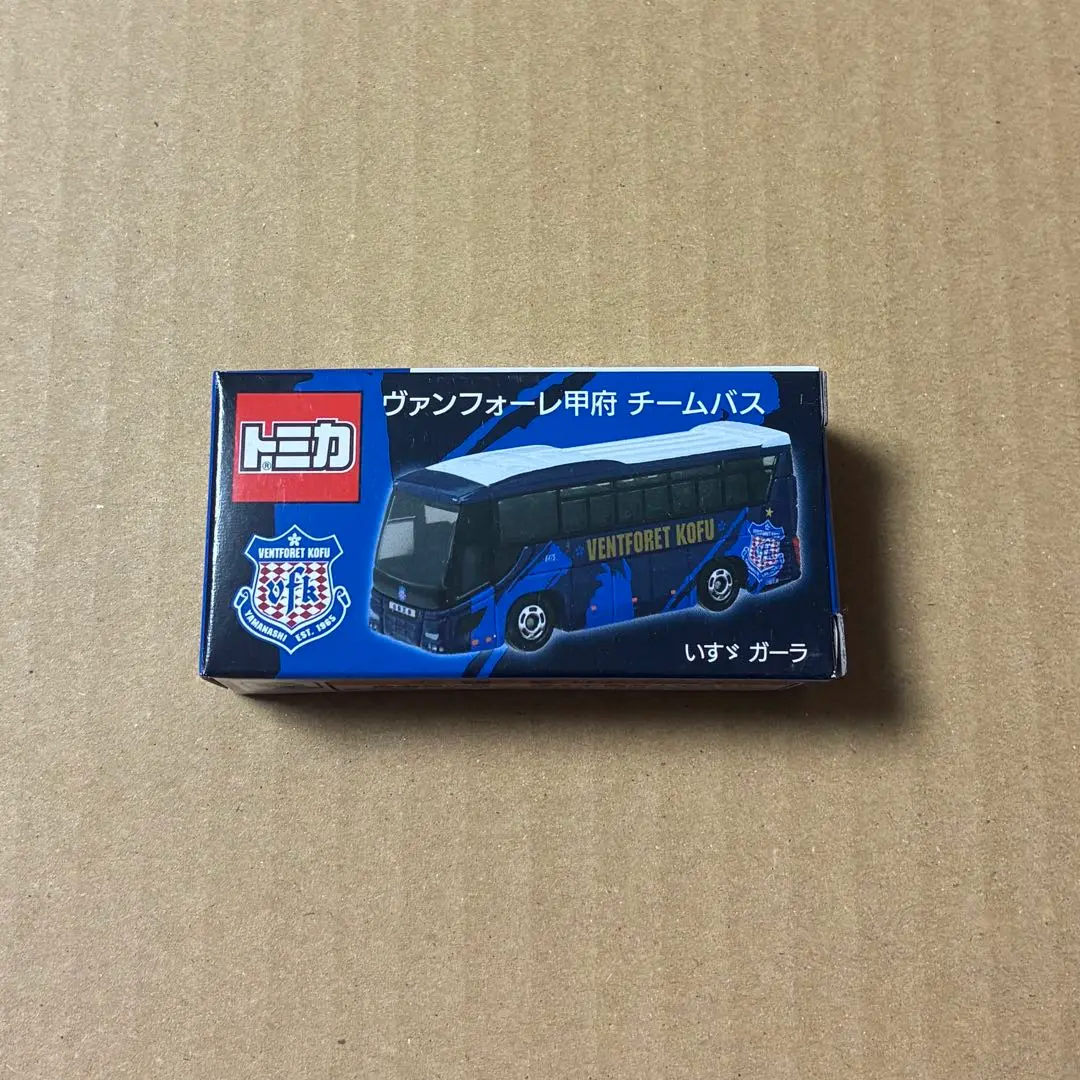 ヴァンフォーレ甲府 チームバス
トミカ
®
VENTFORET KOFU
vfk
YAMANASHI EST. 1965
VENTFORET KOFU
いすゞ ガーラ